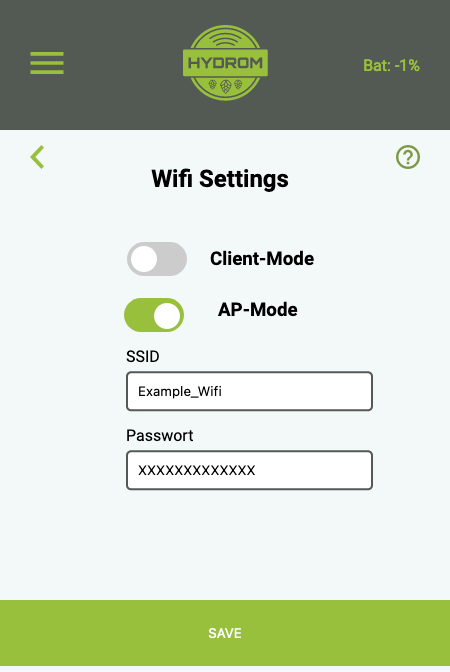 HYDROM
Bat: -1%
Wifi Settings
Client-Mode
AP-Mode
SSID
Example_Wifi
Passwort
XXXXXXXXXXXXX
SAVE